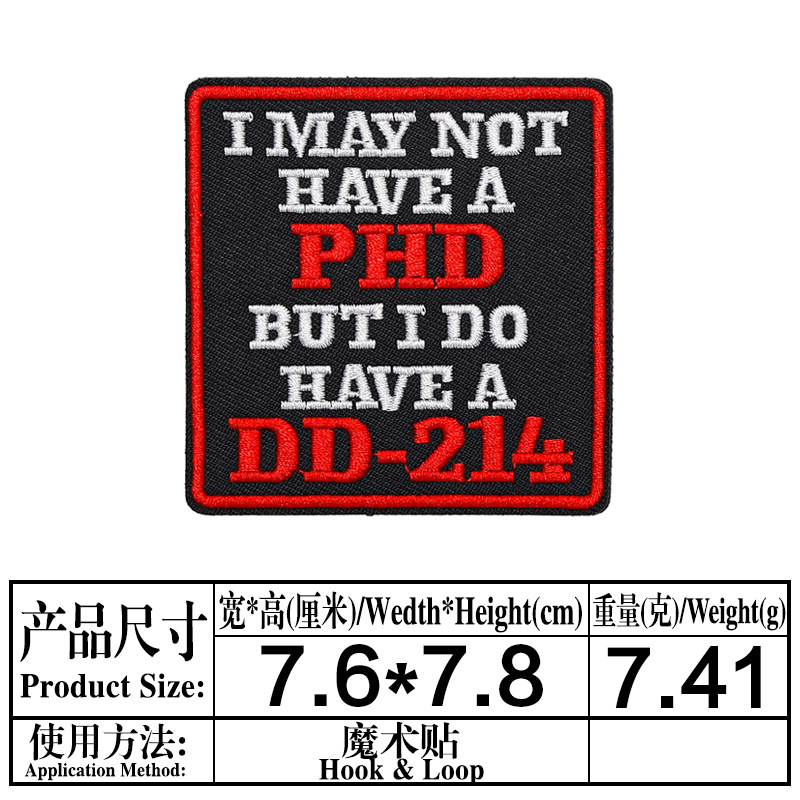 I MAY NOT
HAVE A
PHD
BUT I DO
HAVE A
DD-214
产品尺寸
Product Size:
宽*高(厘米)/Wedth*Height(cm)
7.6*7.8
重量(克)/Weight(g)
7.41
使用方法:
Application Method:
魔术贴
Hook & Loop